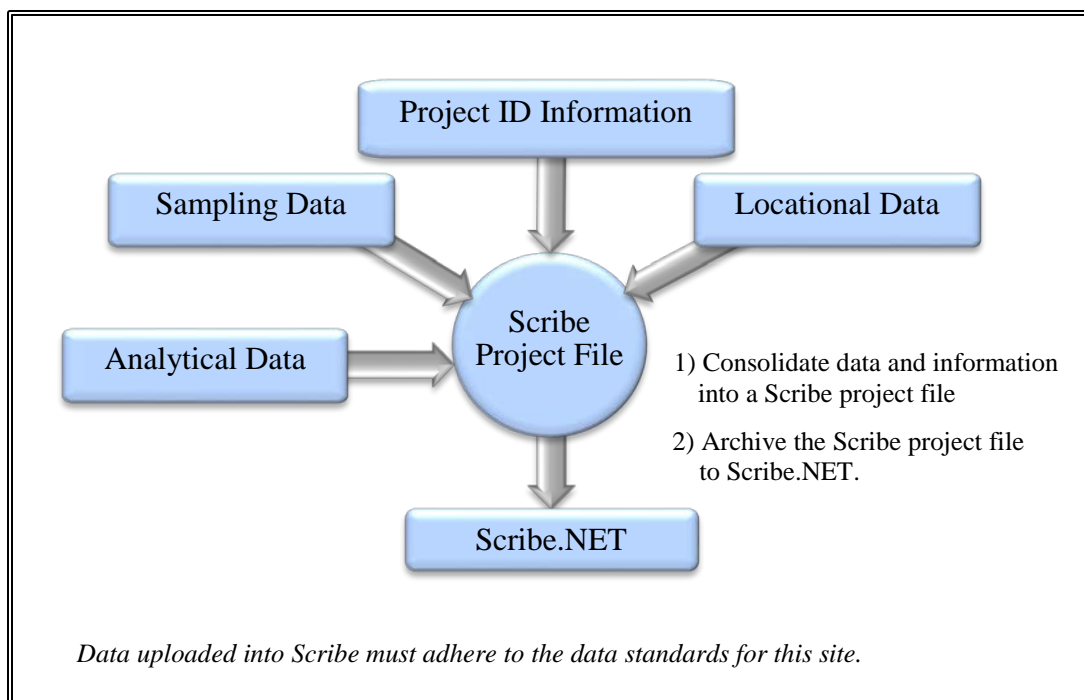 Project ID Information
Sampling Data
Locational Data
Scribe
Project File
Analytical Data
1) Consolidate data and information
into a Scribe project file
2) Archive the Scribe project file
to Scribe.NET.
Scribe.NET
Data uploaded into Scribe must adhere to the data standards for this site.